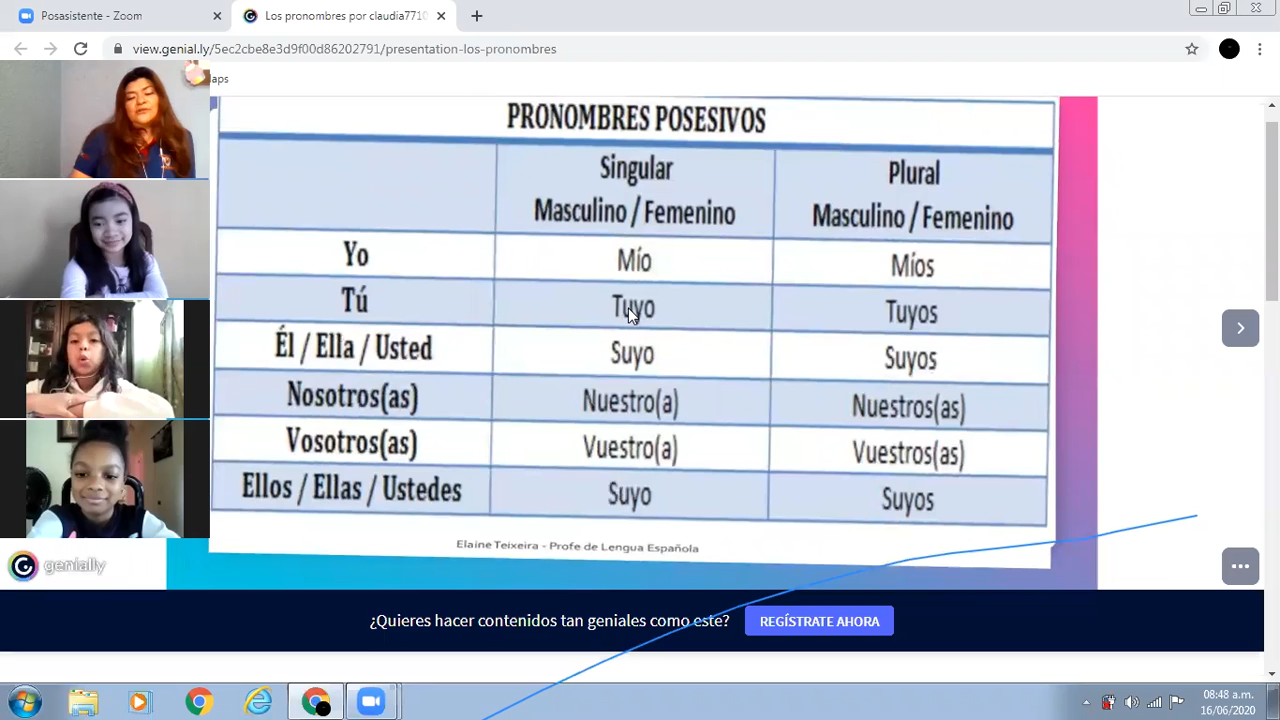 Posasistente - Zoom
Los pronombres por claudia7710
view.genial.ly/5ec2cbe8e3d9f00d86202791/presentation-los-pronombres
aps
PRONOMBRES POSESIVOS
Singular Plural
Masculino / Femenino Masculino / Femenino
Yo Mío Míos
Tú Tuyo Tuyos
Él / Ella / Usted Suyo Suyos
Nosotros(as) Nuestro(a) Nuestros(as)
Vosotros(as) Vuestro(a) Vuestros(as)
Ellos / Ellas / Ustedes Suyo Suyos
Elaine Teixeira - Profe de Lengua Española
genially
¿Quieres hacer contenidos tan geniales como este? REGÍSTRATE AHORA
08:48 a.m.
16/06/2020